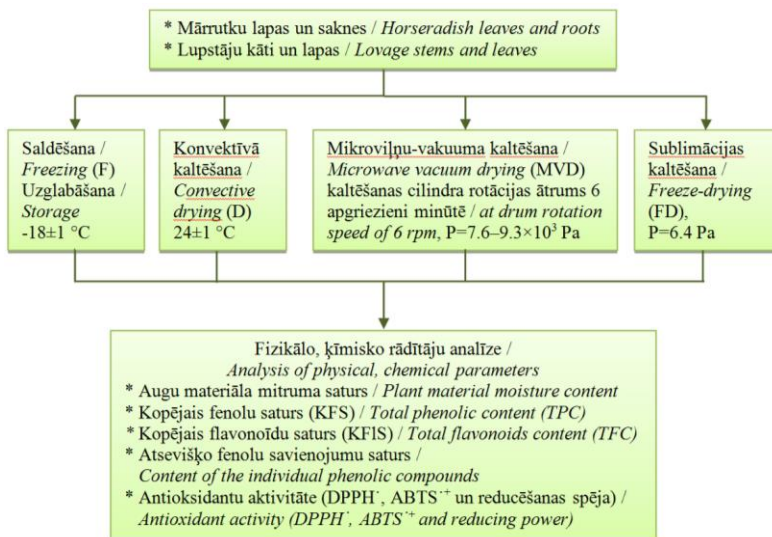 * Mārrutku lapas un saknes / Horseradish leaves and roots
* Lupstāju kāti un lapas / Lovage stems and leaves
Saldēšana /
Freezing (F)
Uzglabāšana /
Storage
-18±1 °C
Konvektīvā
kaltēšana /
Convective
drying (D)
24±1 °C
Mikroviļņu-vakuuma kaltēšana /
Microwave vacuum drying (MVD)
kaltēšanas cilindra rotācijas ātrums 6
apgriezieni minūtē / at drum rotation
speed of 6 rpm, P=7.6–9.3×10³ Pa
Sublimācijas
kaltēšana /
Freeze-drying
(FD),
P=6.4 Pa
Fizikālo, ķīmisko rādītāju analīze /
Analysis of physical, chemical parameters
* Augu materiāla mitruma saturs / Plant material moisture content
* Kopējais fenolu saturs (KFS) / Total phenolic content (TPC)
* Kopējais flavonoīdu saturs (KFlS) / Total flavonoids content (TFC)
* Atsevišķo fenolu savienojumu saturs /
Content of the individual phenolic compounds
* Antioksidantu aktivitāte (DPPH˙, ABTS˙⁺ un reducēšanas spēja) /
Antioxidant activity (DPPH˙, ABTS˙⁺ and reducing power)